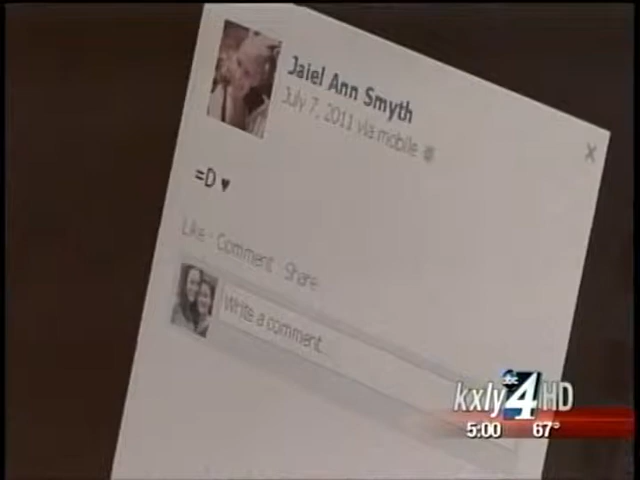 Jaiel Ann Smyth
July 7, 2011 via mobile
×
=D ♥
Like · Comment · Share
Write a comment...
kxly abc 4 HD
5:00 67°